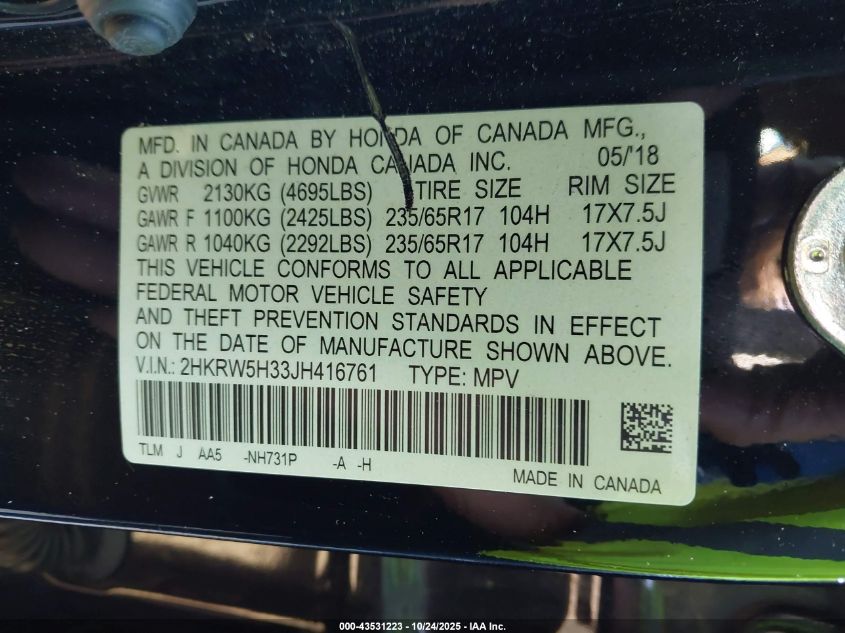 MFD. IN CANADA BY HONDA OF CANADA MFG.,
A DIVISION OF HONDA CANADA INC. 05/'18
GVWR 2130KG (4695LBS) TIRE SIZE RIM SIZE
GAWR F 1100KG (2425LBS) 235/65R17 104H 17X7.5J
GAWR R 1040KG (2292LBS) 235/65R17 104H 17X7.5J
THIS VEHICLE CONFORMS TO ALL APPLICABLE
FEDERAL MOTOR VEHICLE SAFETY
AND THEFT PREVENTION STANDARDS IN EFFECT
ON THE DATE OF MANUFACTURE SHOWN ABOVE.
V.I.N.: 2HKRW5H33JH416761 TYPE: MPV
TLM J AA5 -NH731P -A -H
MADE IN CANADA
000-43531223 - 10/24/2025 - IAA Inc.